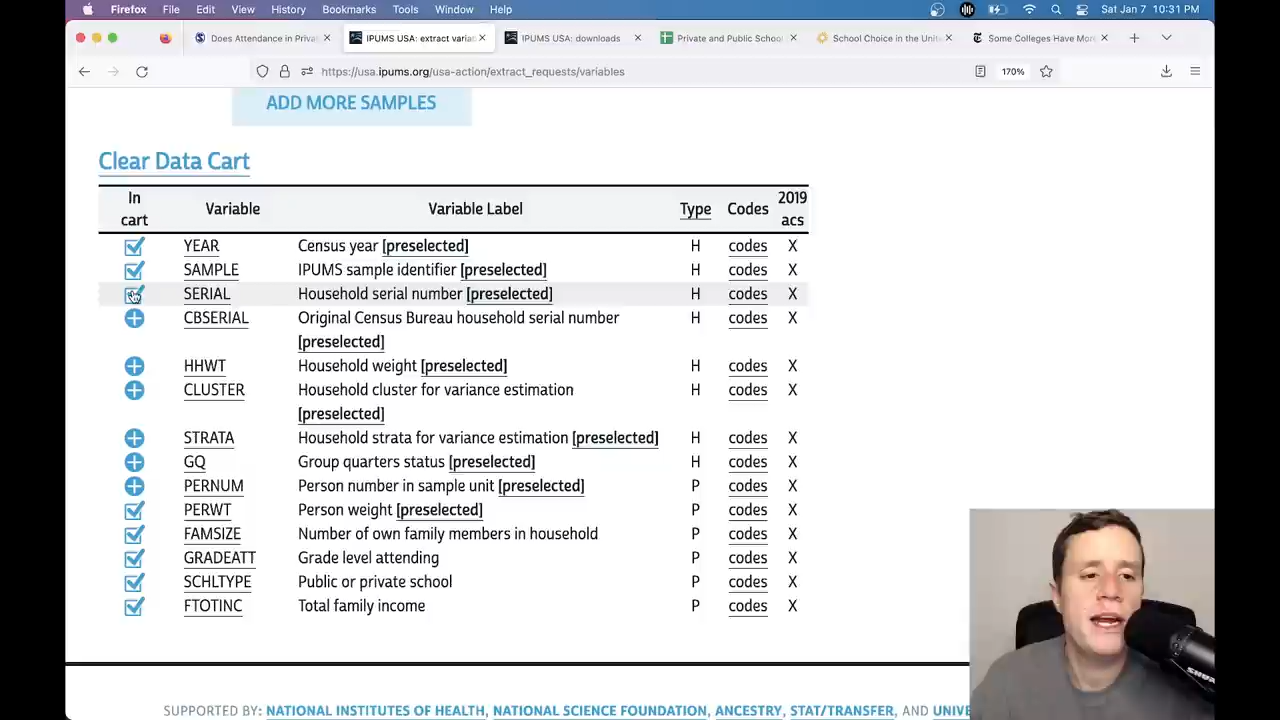 Firefox File Edit View History Bookmarks Tools Window Help Sat Jan 7 10:31 PM
Does Attendance in Privat IPUMS USA: extract varia IPUMS USA: downloads Private and Public School School Choice in the Unite Some Colleges Have More
https://usa.ipums.org/usa-action/extract_requests/variables 170%
ADD MORE SAMPLES
Clear Data Cart
In cart Variable Variable Label Type Codes 2019 acs
YEAR Census year [preselected] H codes X
SAMPLE IPUMS sample identifier [preselected] H codes X
SERIAL Household serial number [preselected] H codes X
CBSERIAL Original Census Bureau household serial number H codes X
[preselected]
HHWT Household weight [preselected] H codes X
CLUSTER Household cluster for variance estimation H codes X
[preselected]
STRATA Household strata for variance estimation [preselected] H codes X
GQ Group quarters status [preselected] H codes X
PERNUM Person number in sample unit [preselected] P codes X
PERWT Person weight [preselected] P codes X
FAMSIZE Number of own family members in household P codes X
GRADEATT Grade level attending P codes X
SCHLTYPE Public or private school P codes X
FTOTINC Total family income P codes X
SUPPORTED BY: NATIONAL INSTITUTES OF HEALTH, NATIONAL SCIENCE FOUNDATION, ANCESTRY, STAT/TRANSFER, AND UNIVE